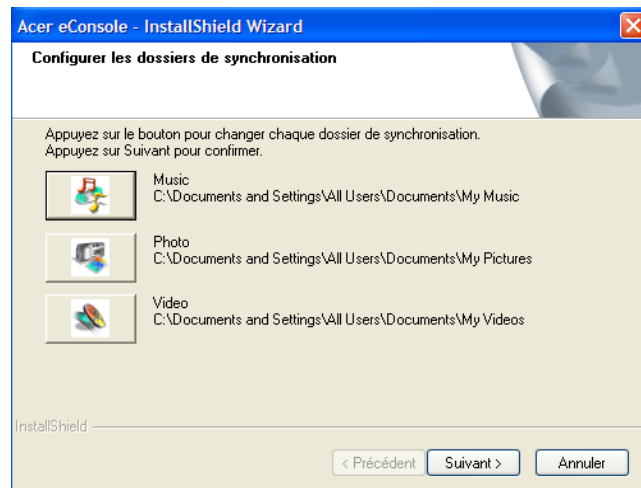 Acer eConsole - InstallShield Wizard
Configurer les dossiers de synchronisation
Appuyez sur le bouton pour changer chaque dossier de synchronisation.
Appuyez sur Suivant pour confirmer.
Music
C:\Documents and Settings\All Users\Documents\My Music
Photo
C:\Documents and Settings\All Users\Documents\My Pictures
Video
C:\Documents and Settings\All Users\Documents\My Videos
InstallShield
< Précédent Suivant > Annuler